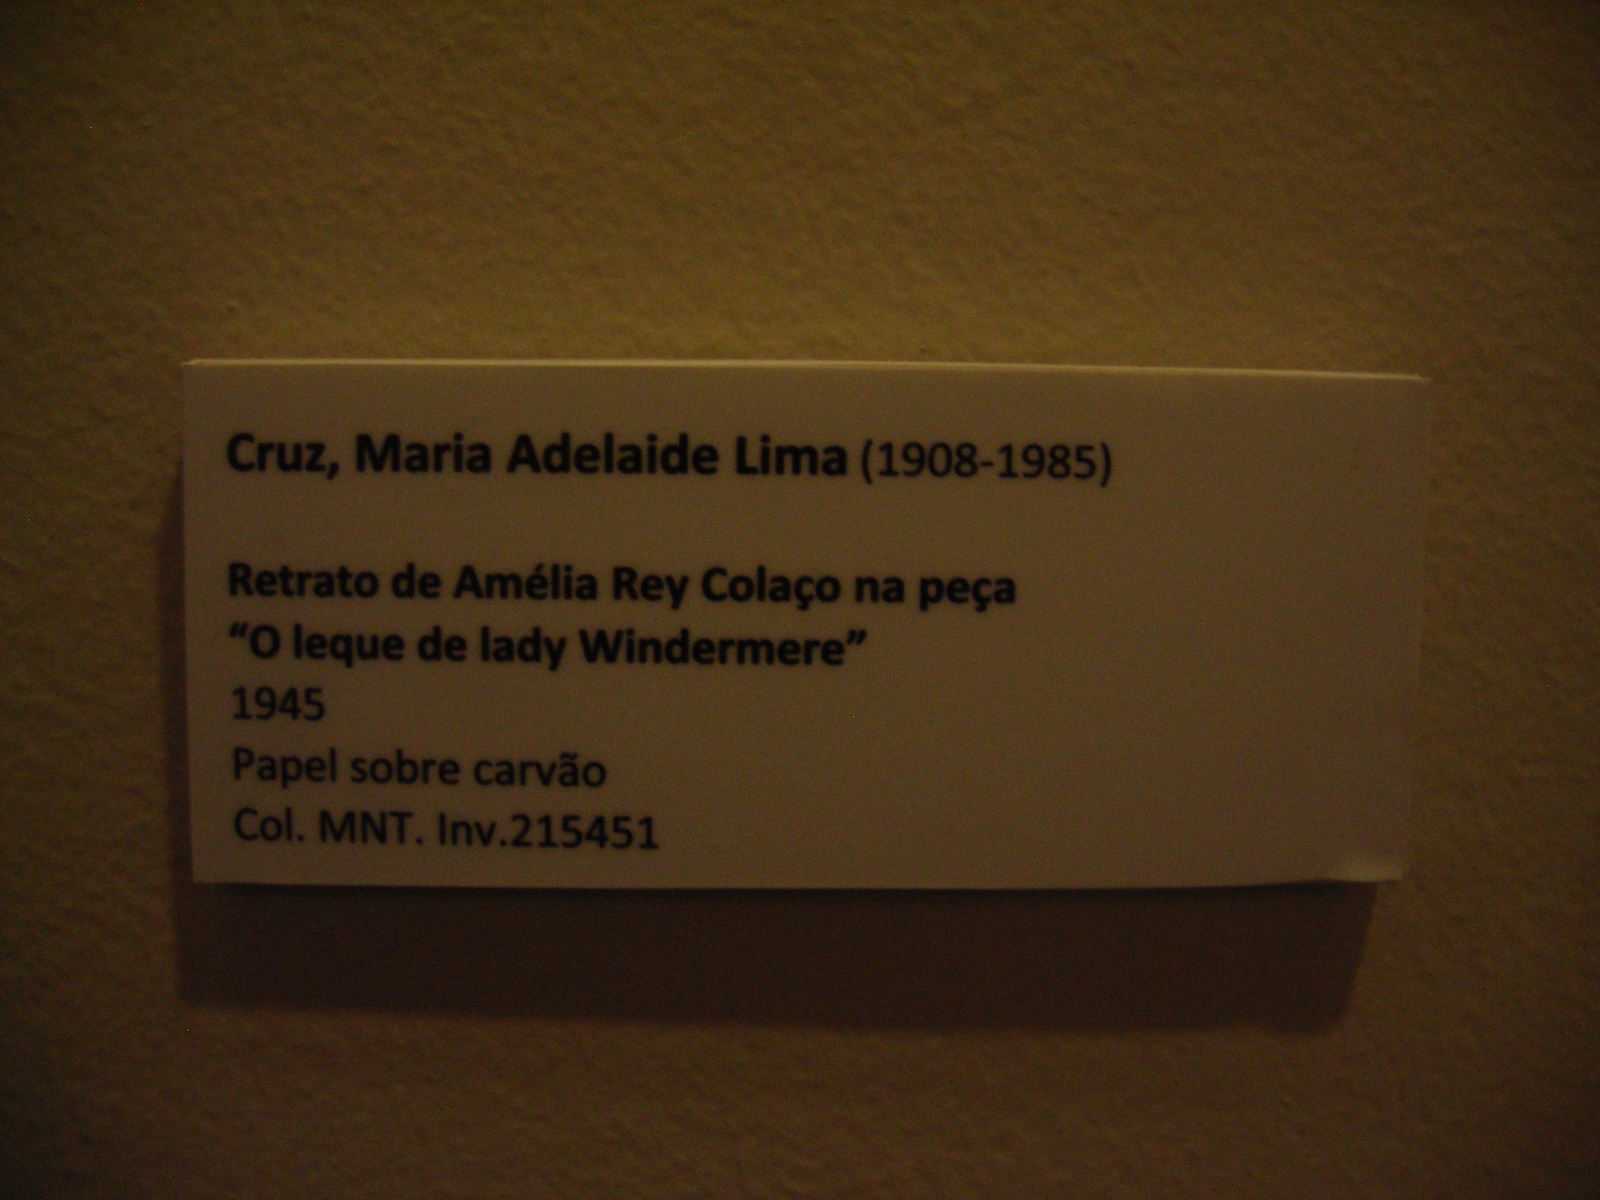 Cruz, Maria Adelaide Lima (1908-1985)
Retrato de Amélia Rey Colaço na peça
“O leque de lady Windermere”
1945
Papel sobre carvão
Col. MNT. Inv.215451